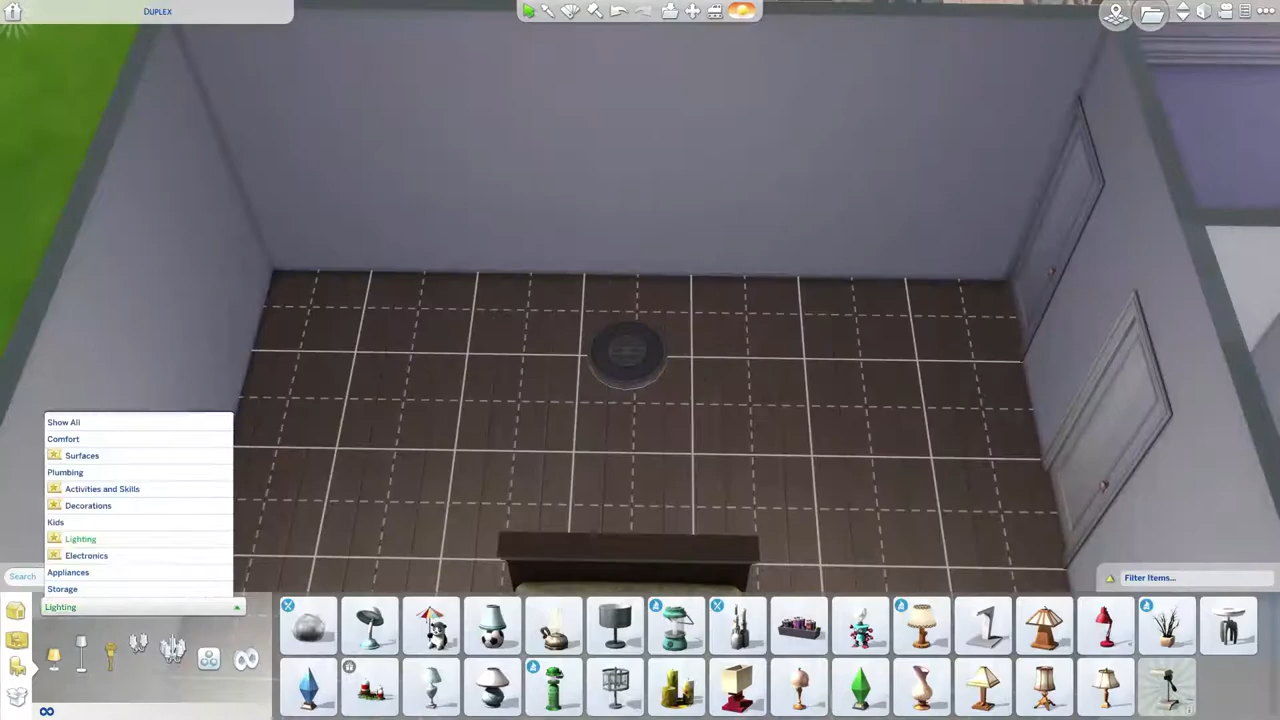 DUPLEX
Show All
Comfort
Surfaces
Plumbing
Activities and Skills
Decorations
Kids
Lighting
Electronics
Appliances
Storage
Search
Filter Items...
Lighting